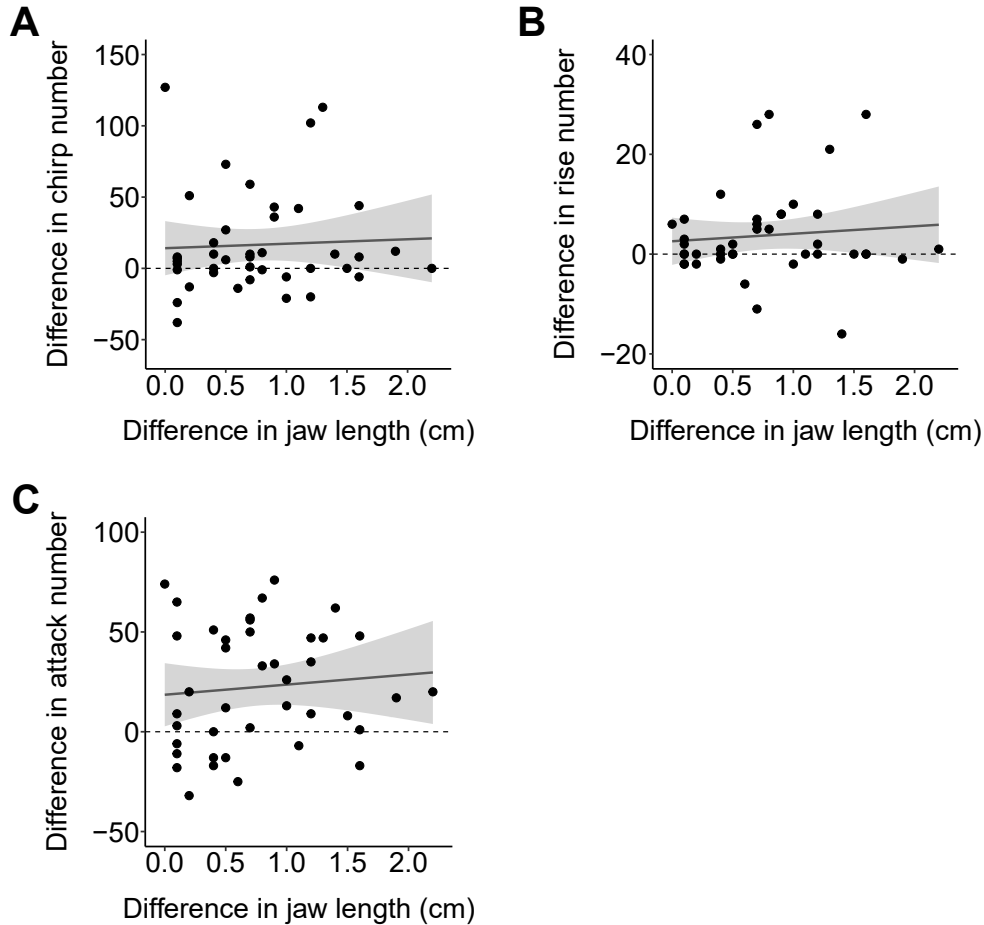 A
B
Difference in chirp number
150
100
50
0
−50
0.0 0.5 1.0 1.5 2.0
Difference in jaw length (cm)
Difference in rise number
40
20
0
−20
0.0 0.5 1.0 1.5 2.0
Difference in jaw length (cm)
C
Difference in attack number
100
50
0
−50
0.0 0.5 1.0 1.5 2.0
Difference in jaw length (cm)